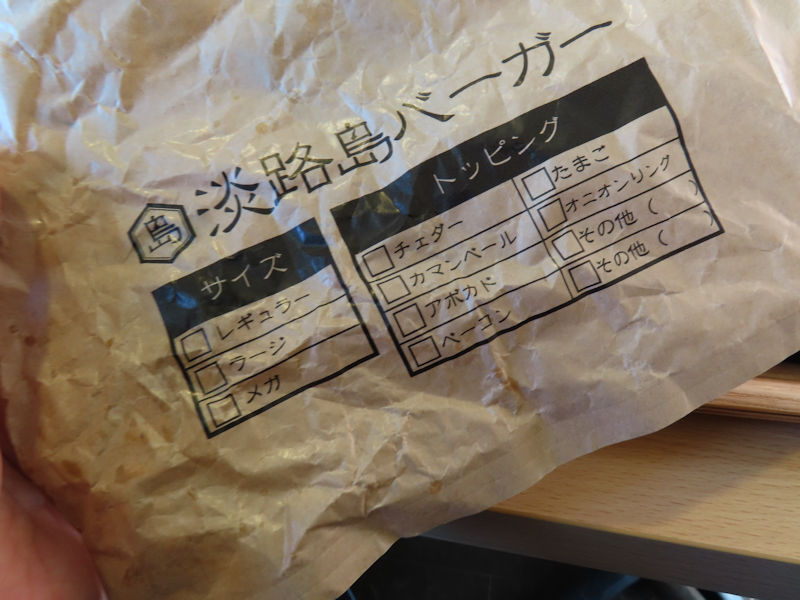 島 淡路島バーガー
サイズ
□レギュラー
□ラージ
□メガ
トッピング
□チェダー
□カマンベール
□アボカド
□ベーコン
□たまご
□オニオンリング
□その他（　）
□その他（　）